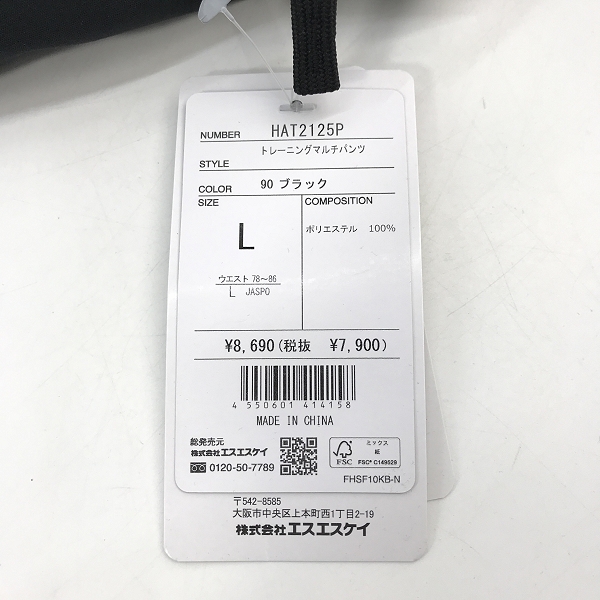 NUMBER HAT2125P
STYLE トレーニングマルチパンツ
COLOR 90 ブラック
SIZE
L
ウエスト 78〜86
L JASPO
COMPOSITION
ポリエステル 100%
¥8,690(税抜 ¥7,900)
4 550601 414158
MADE IN CHINA
総発売元
株式会社エスエスケイ
0120-50-7789
FSC
ミックス
紙
FSC® C149529
FHSF10KB-N
〒542-8585
大阪市中央区上本町西1丁目2-19
株式会社エスエスケイ